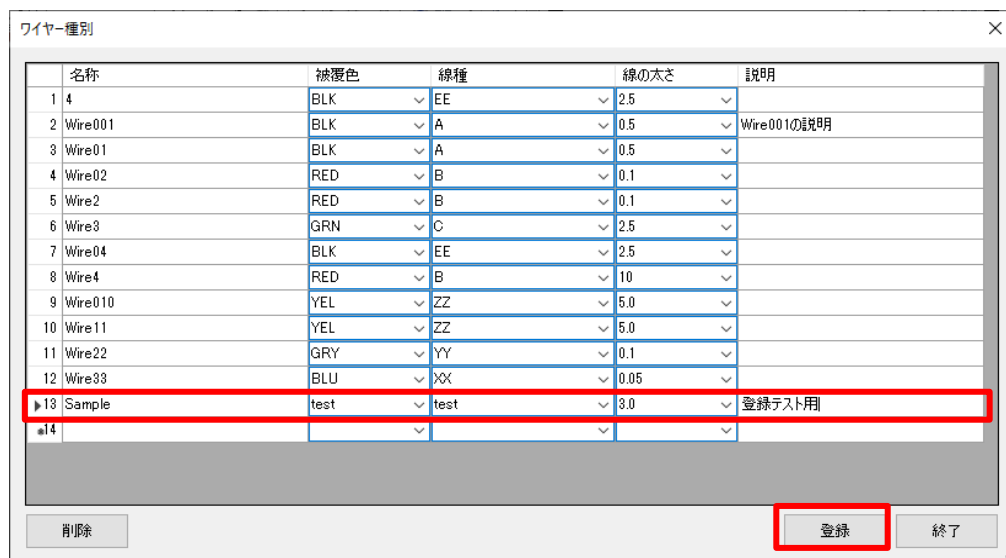 ワイヤー種別
名称 被覆色 線種 線の太さ 説明
1 4 BLK EE 2.5
2 Wire001 BLK A 0.5 Wire001の説明
3 Wire01 BLK A 0.5
4 Wire02 RED B 0.1
5 Wire2 RED B 0.1
6 Wire3 GRN C 2.5
7 Wire04 BLK EE 2.5
8 Wire4 RED B 10
9 Wire010 YEL ZZ 5.0
10 Wire11 YEL ZZ 5.0
11 Wire22 GRY YY 0.1
12 Wire33 BLU XX 0.05
13 Sample test test 3.0 登録テスト用
14
削除 登録 終了